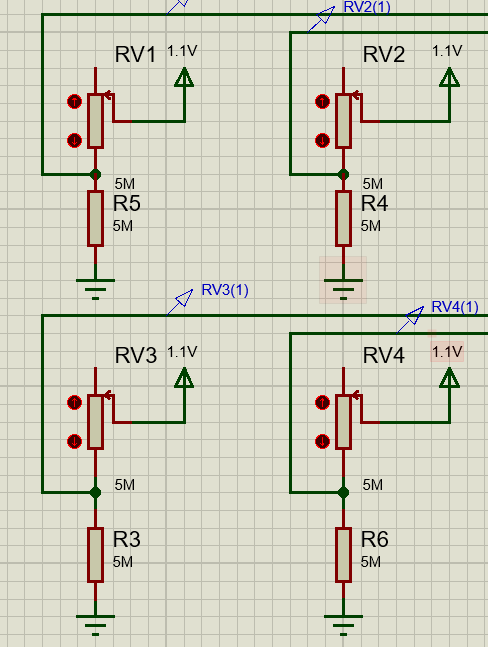 RV2(1)
RV1 1.1V
RV2 1.1V
5M
R5
5M
5M
R4
5M
RV3(1)
RV4(1)
RV3 1.1V
RV4 1.1V
5M
R3
5M
5M
R6
5M